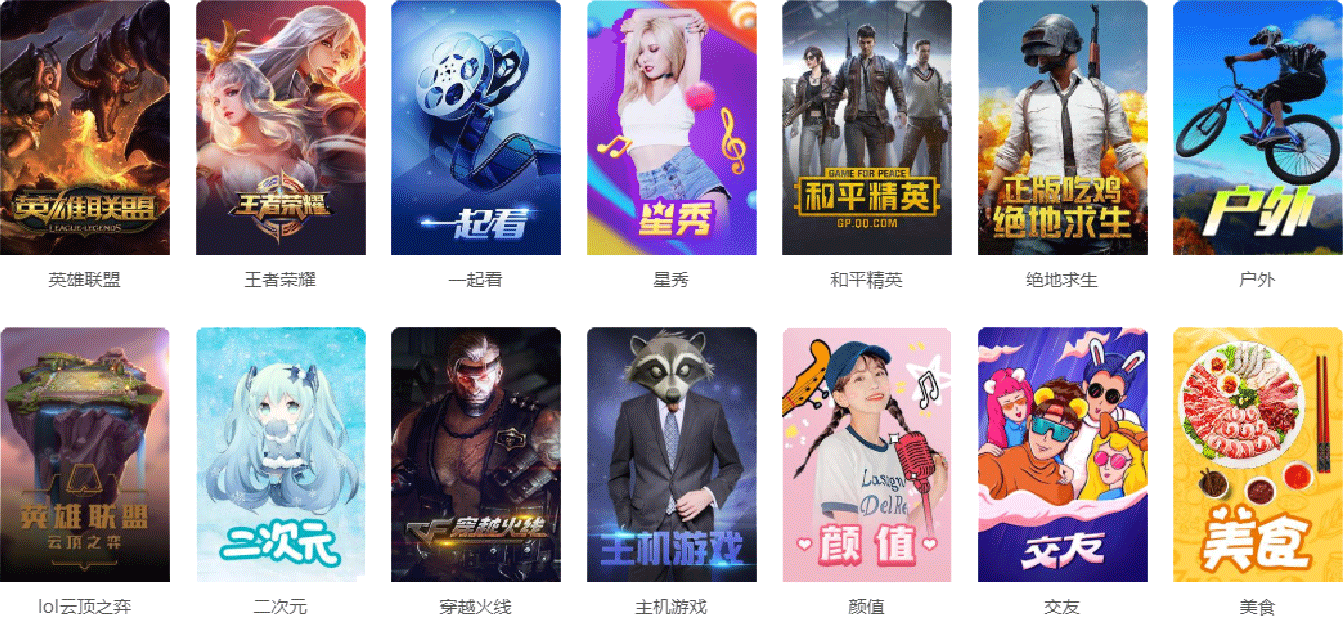 英雄联盟
LEAGUE LEGENDS
王者荣耀
一起看
星秀
GAME FOR PEACE
和平精英
GP.QQ.COM
正版吃鸡
绝地求生
户外
英雄联盟
王者荣耀
一起看
星秀
和平精英
绝地求生
户外
英雄联盟
云顶之弈
二次元
CF 穿越火线
主机游戏
颜值
交友
美食
lol云顶之弈
二次元
穿越火线
主机游戏
颜值
交友
美食